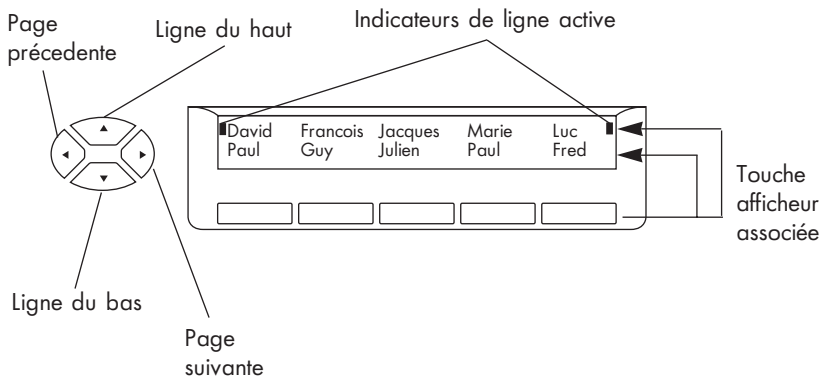 Page
précedente
Ligne du haut
Indicateurs de ligne active
David Francois Jacques Marie Luc
Paul Guy Julien Paul Fred
Touche
afficheur
associée
Ligne du bas
Page
suivante